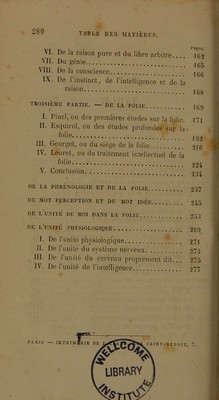 280 TABLE DES MATIÈRES.
Pages.
VI. De la raison pure et du libre arbitre.... 162
VII. Du génie.... 165
VIII. De la conscience.... 166
IX. De l'instinct, de l'intelligence et de la
raison.... 168
TROISIÈME PARTIE. — DE LA FOLIE.... 169
I. Pinel, ou des premières études sur la folie. 171
II. Esquirol, ou des études profondes sur la
folie.... 192
III. Georget, ou du siége de la folie.... 216
IV. Leuret, ou du traitement intellectuel de la
folie.... 224
V. Conclusion.... 234
DE LA PHRÉNOLOGIE ET DE LA FOLIE.... 237
DE MOT PERCEPTION ET DE MOT IDÉE.... 245
DE L'UNITÉ DE MOI DANS LA FOLIE.... 253
DE L'UNITÉ PHYSIOLOGIQUE.... 269
I. De l'unité physiologique.... 271
II. De l'unité du système nerveux.... 273
III. De l'unité du cerveau proprement dit... 275
IV. De l'unité de l'intelligence.... 277
PARIS — IMPRIMERIE DE SAINT-BENOIT, 7.
WELLCOME
LIBRARY
INSTITUTE